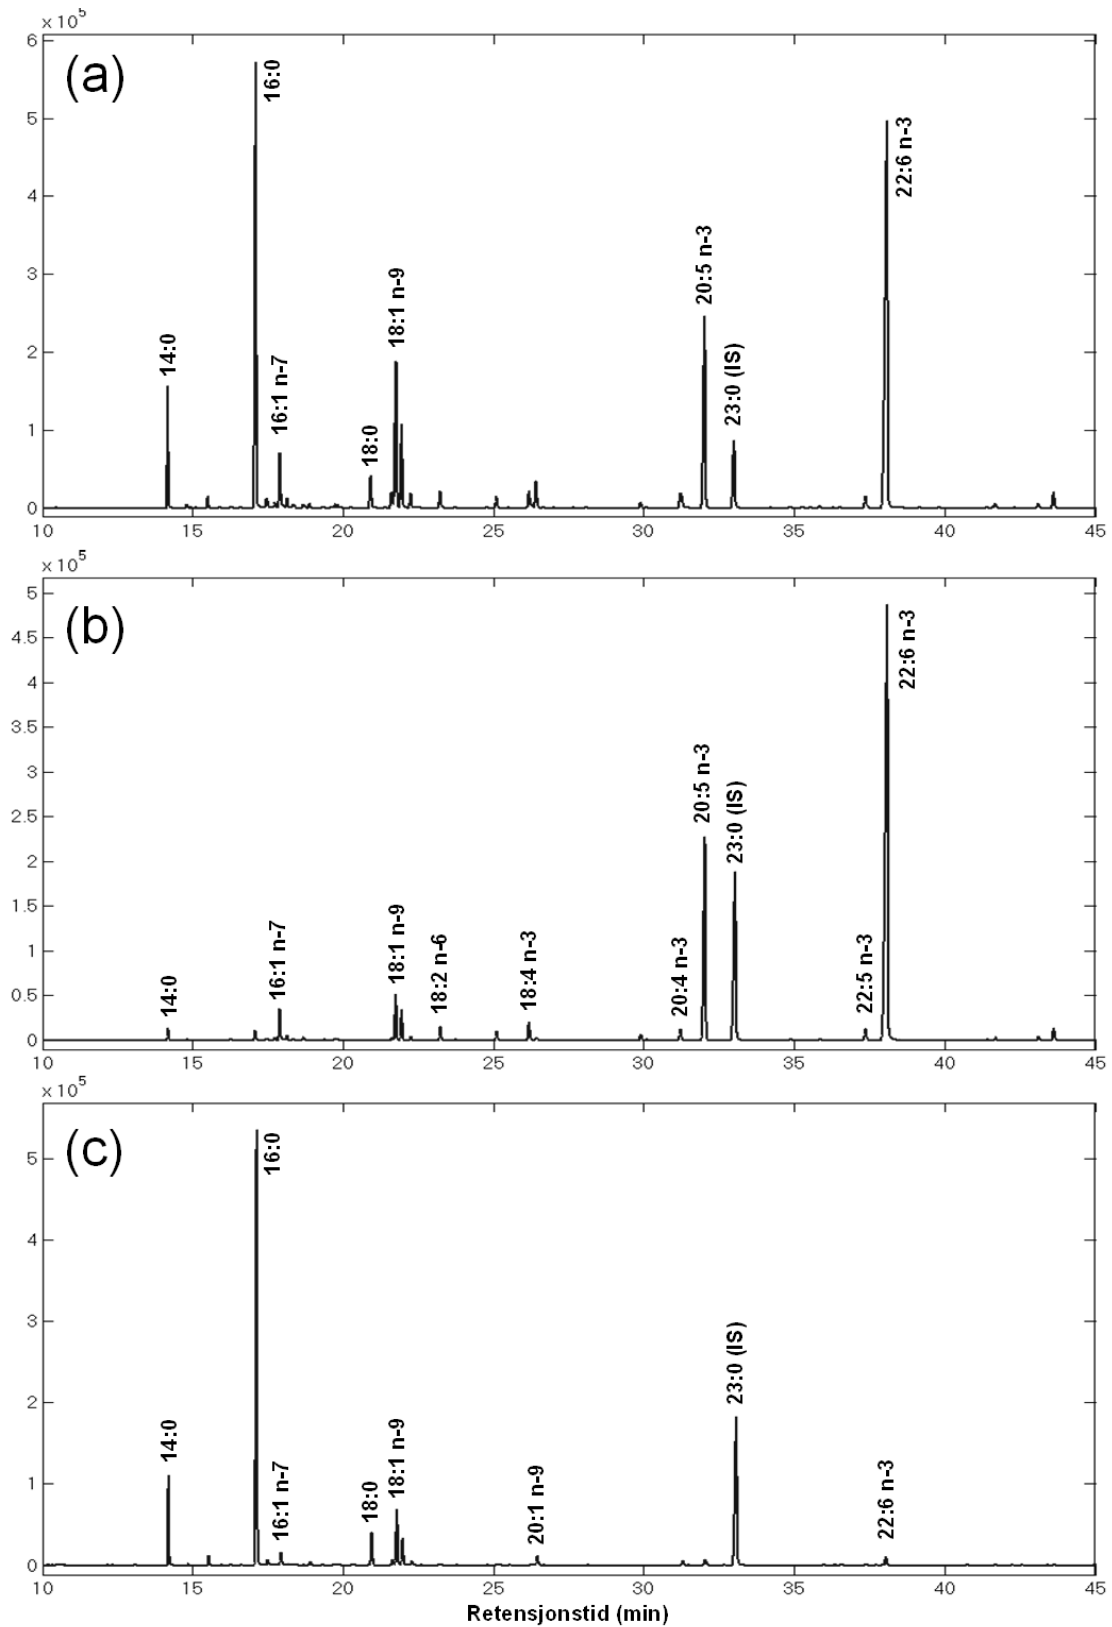 x 10^5
(a)
6
5
4
3
2
1
0
14:0
16:0
16:1 n-7
18:0
18:1 n-9
20:5 n-3
23:0 (IS)
22:6 n-3
10 15 20 25 30 35 40 45
x 10^5
(b)
5
4.5
4
3.5
3
2.5
2
1.5
1
0.5
0
14:0
16:1 n-7
18:1 n-9
18:2 n-6
18:4 n-3
20:4 n-3
20:5 n-3
23:0 (IS)
22:5 n-3
22:6 n-3
10 15 20 25 30 35 40 45
x 10^5
(c)
5
4
3
2
1
0
14:0
16:0
16:1 n-7
18:0
18:1 n-9
20:1 n-9
23:0 (IS)
22:6 n-3
10 15 20 25 30 35 40 45
Retensjonstid (min)